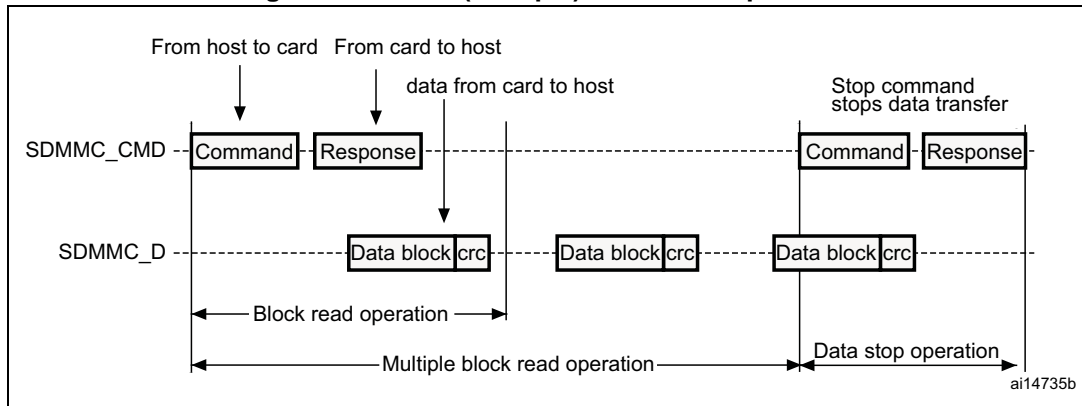 From host to card From card to host
data from card to host
Stop command
stops data transfer
SDMMC_CMD Command Response Command Response
SDMMC_D Data block crc Data block crc Data block crc
Block read operation
Multiple block read operation Data stop operation
ai14735b